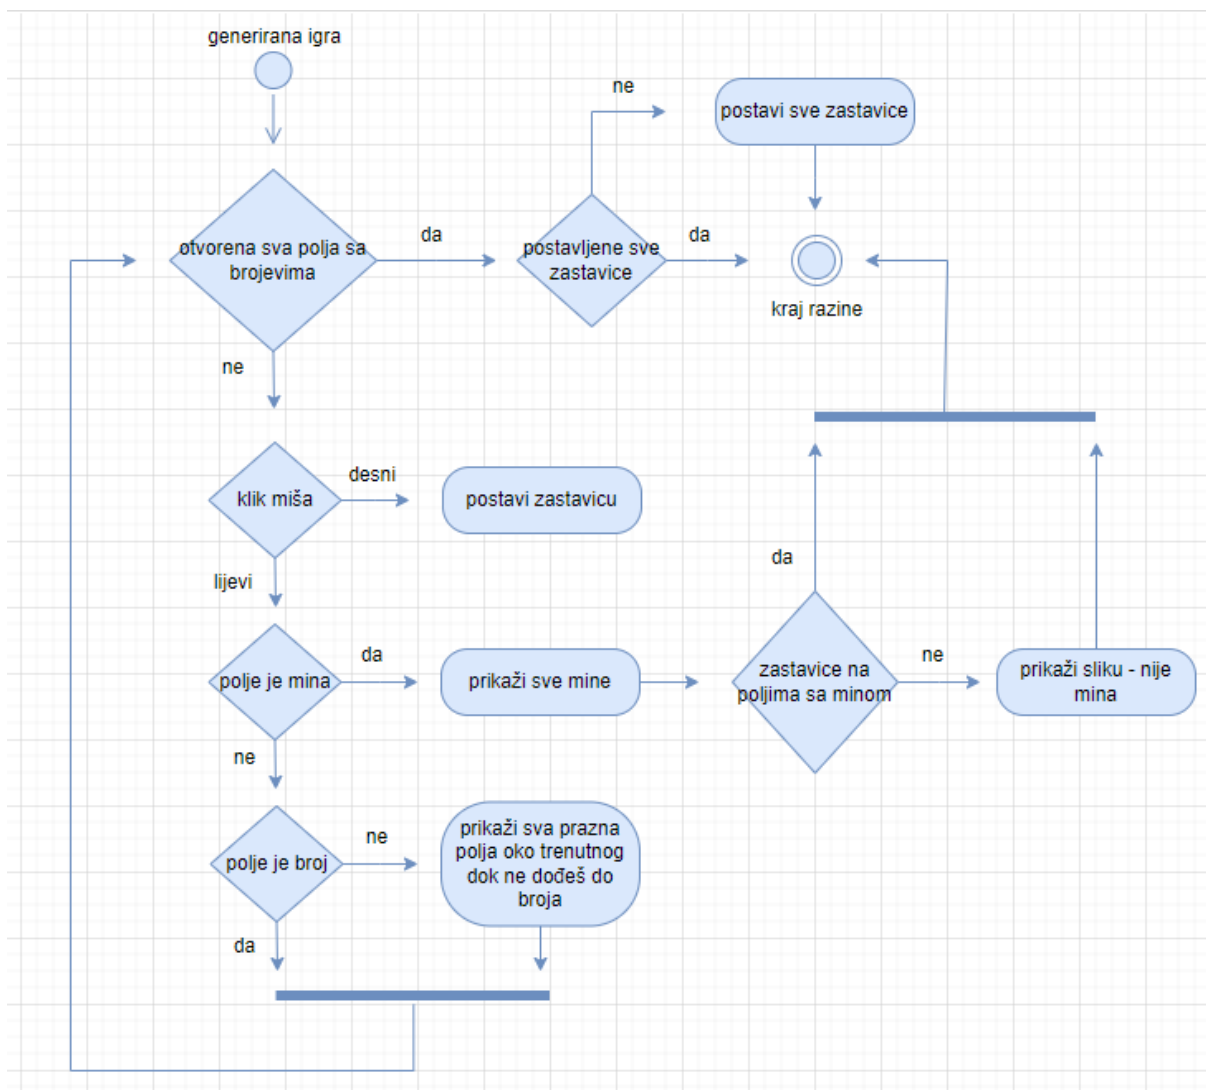 generirana igra
ne
postavi sve zastavice
otvorena sva polja sa
brojevima
da
postavljene sve
zastavice
da
kraj razine
ne
klik miša
desni
postavi zastavicu
lijevi
da
polje je mina
da
prikaži sve mine
zastavice na
poljima sa minom
ne
prikaži sliku - nije
mina
ne
polje je broj
ne
prikaži sva prazna
polja oko trenutnog
dok ne dođeš do
broja
da